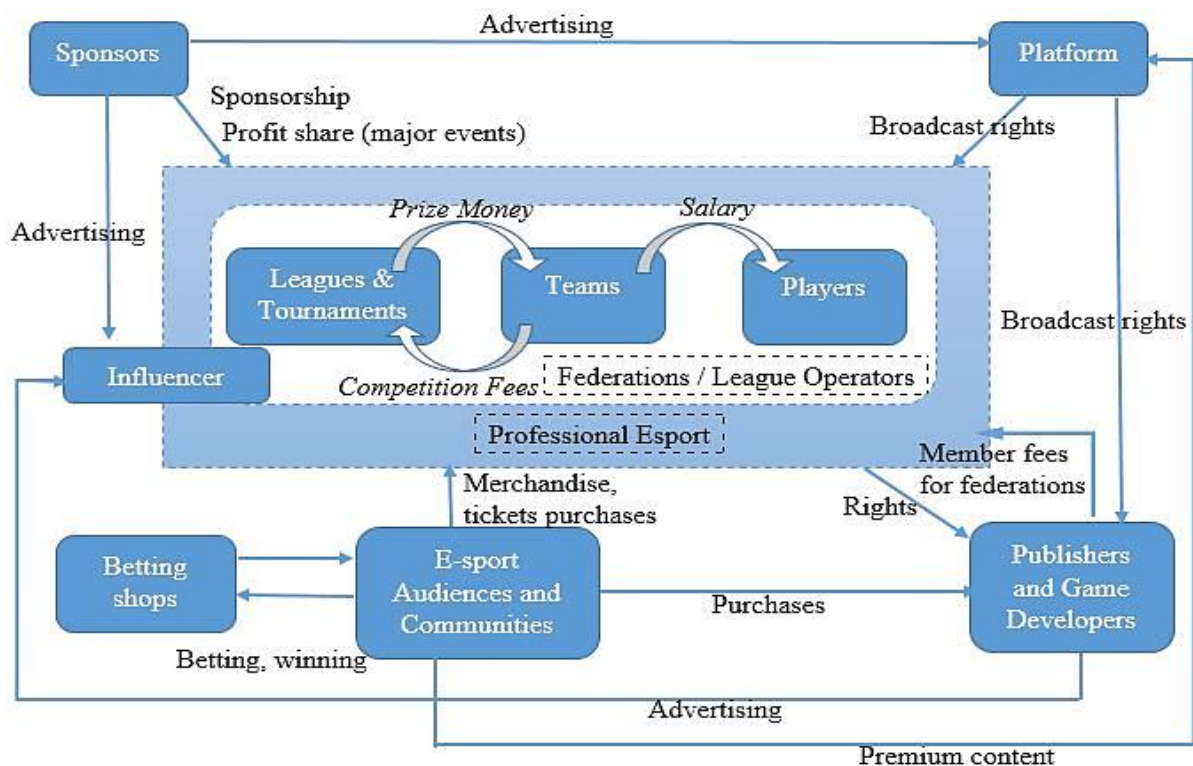 Advertising
Sponsors
Platform
Sponsorship
Profit share (major events)
Broadcast rights
Advertising
Prize Money
Salary
Leagues &
Tournaments
Teams
Players
Broadcast rights
Influencer
Competition Fees
Federations / League Operators
Professional Esport
Member fees
for federations
Merchandise,
tickets purchases
Rights
Betting
shops
E-sport
Audiences and
Communities
Publishers
and Game
Developers
Purchases
Betting, winning
Advertising
Premium content